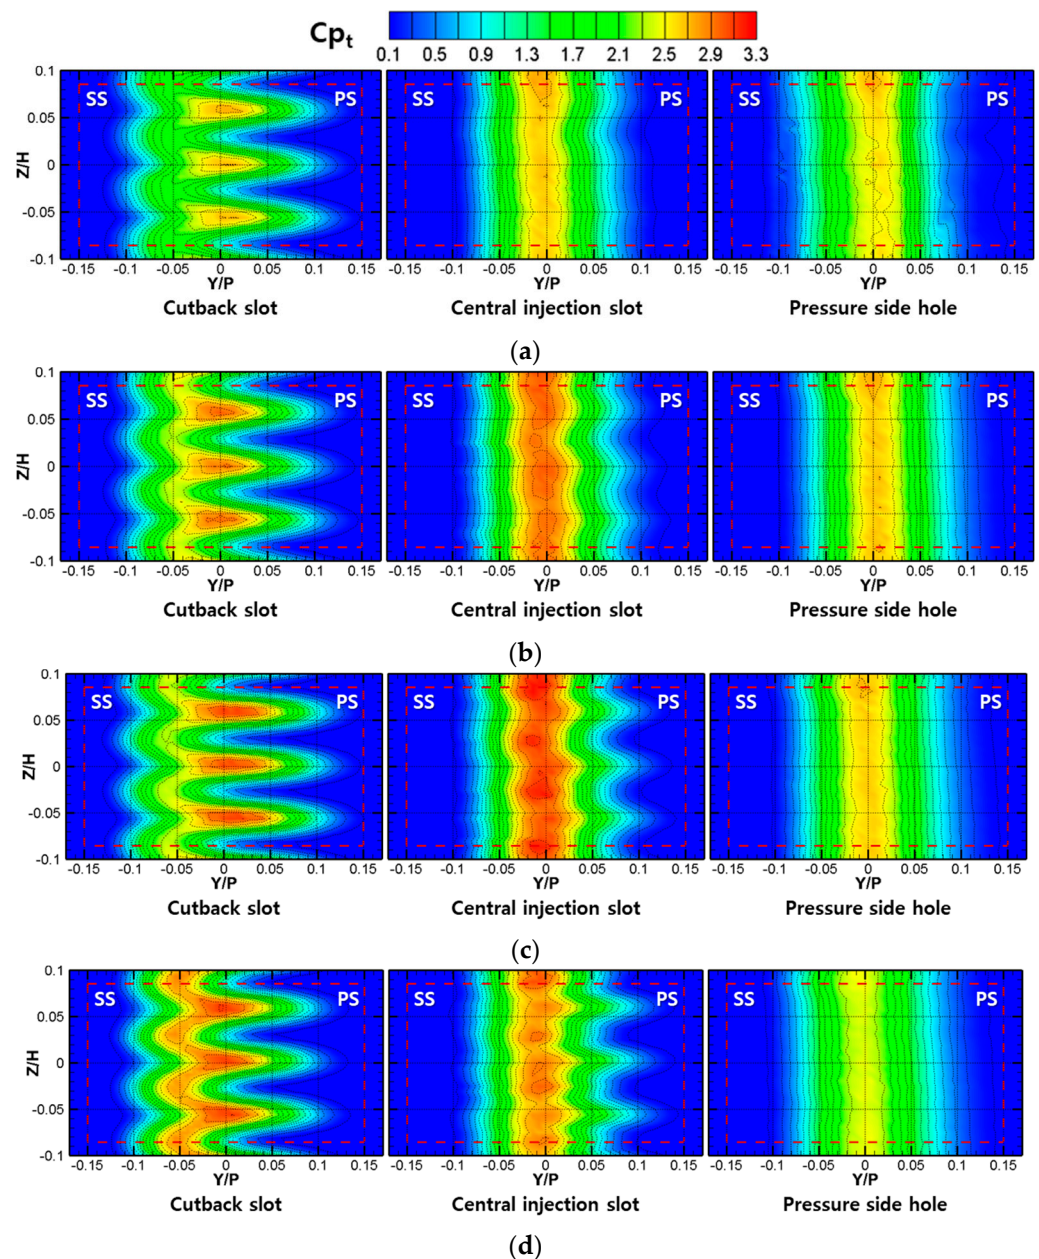 Cpt
0.1 0.5 0.9 1.3 1.7 2.1 2.5 2.9 3.3
0.1
0.05
0
-0.05
-0.1
Z/H
SS PS SS PS SS PS
-0.15 -0.1 -0.05 0 0.05 0.1 0.15 -0.15 -0.1 -0.05 0 0.05 0.1 0.15 -0.15 -0.1 -0.05 0 0.05 0.1 0.15
Y/P Y/P Y/P
Cutback slot Central injection slot Pressure side hole
(a)
0.1
0.05
0
-0.05
-0.1
Z/H
SS PS SS PS SS PS
-0.15 -0.1 -0.05 0 0.05 0.1 0.15 -0.15 -0.1 -0.05 0 0.05 0.1 0.15 -0.15 -0.1 -0.05 0 0.05 0.1 0.15
Y/P Y/P Y/P
Cutback slot Central injection slot Pressure side hole
(b)
0.1
0.05
0
-0.05
-0.1
Z/H
SS PS SS PS SS PS
-0.15 -0.1 -0.05 0 0.05 0.1 0.15 -0.15 -0.1 -0.05 0 0.05 0.1 0.15 -0.15 -0.1 -0.05 0 0.05 0.1 0.15
Y/P Y/P Y/P
Cutback slot Central injection slot Pressure side hole
(c)
0.1
0.05
0
-0.05
-0.1
Z/H
SS PS SS PS SS PS
-0.15 -0.1 -0.05 0 0.05 0.1 0.15 -0.15 -0.1 -0.05 0 0.05 0.1 0.15 -0.15 -0.1 -0.05 0 0.05 0.1 0.15
Y/P Y/P Y/P
Cutback slot Central injection slot Pressure side hole
(d)